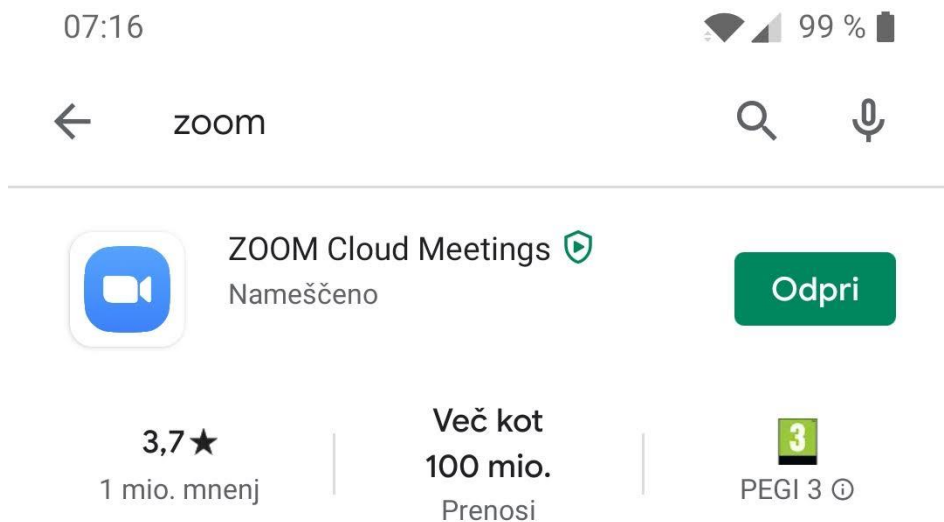 07:16 99 %
zoom
ZOOM Cloud Meetings
Nameščeno
Odpri
3,7★
1 mio. mnenj
Več kot
100 mio.
Prenosi
3
PEGI 3